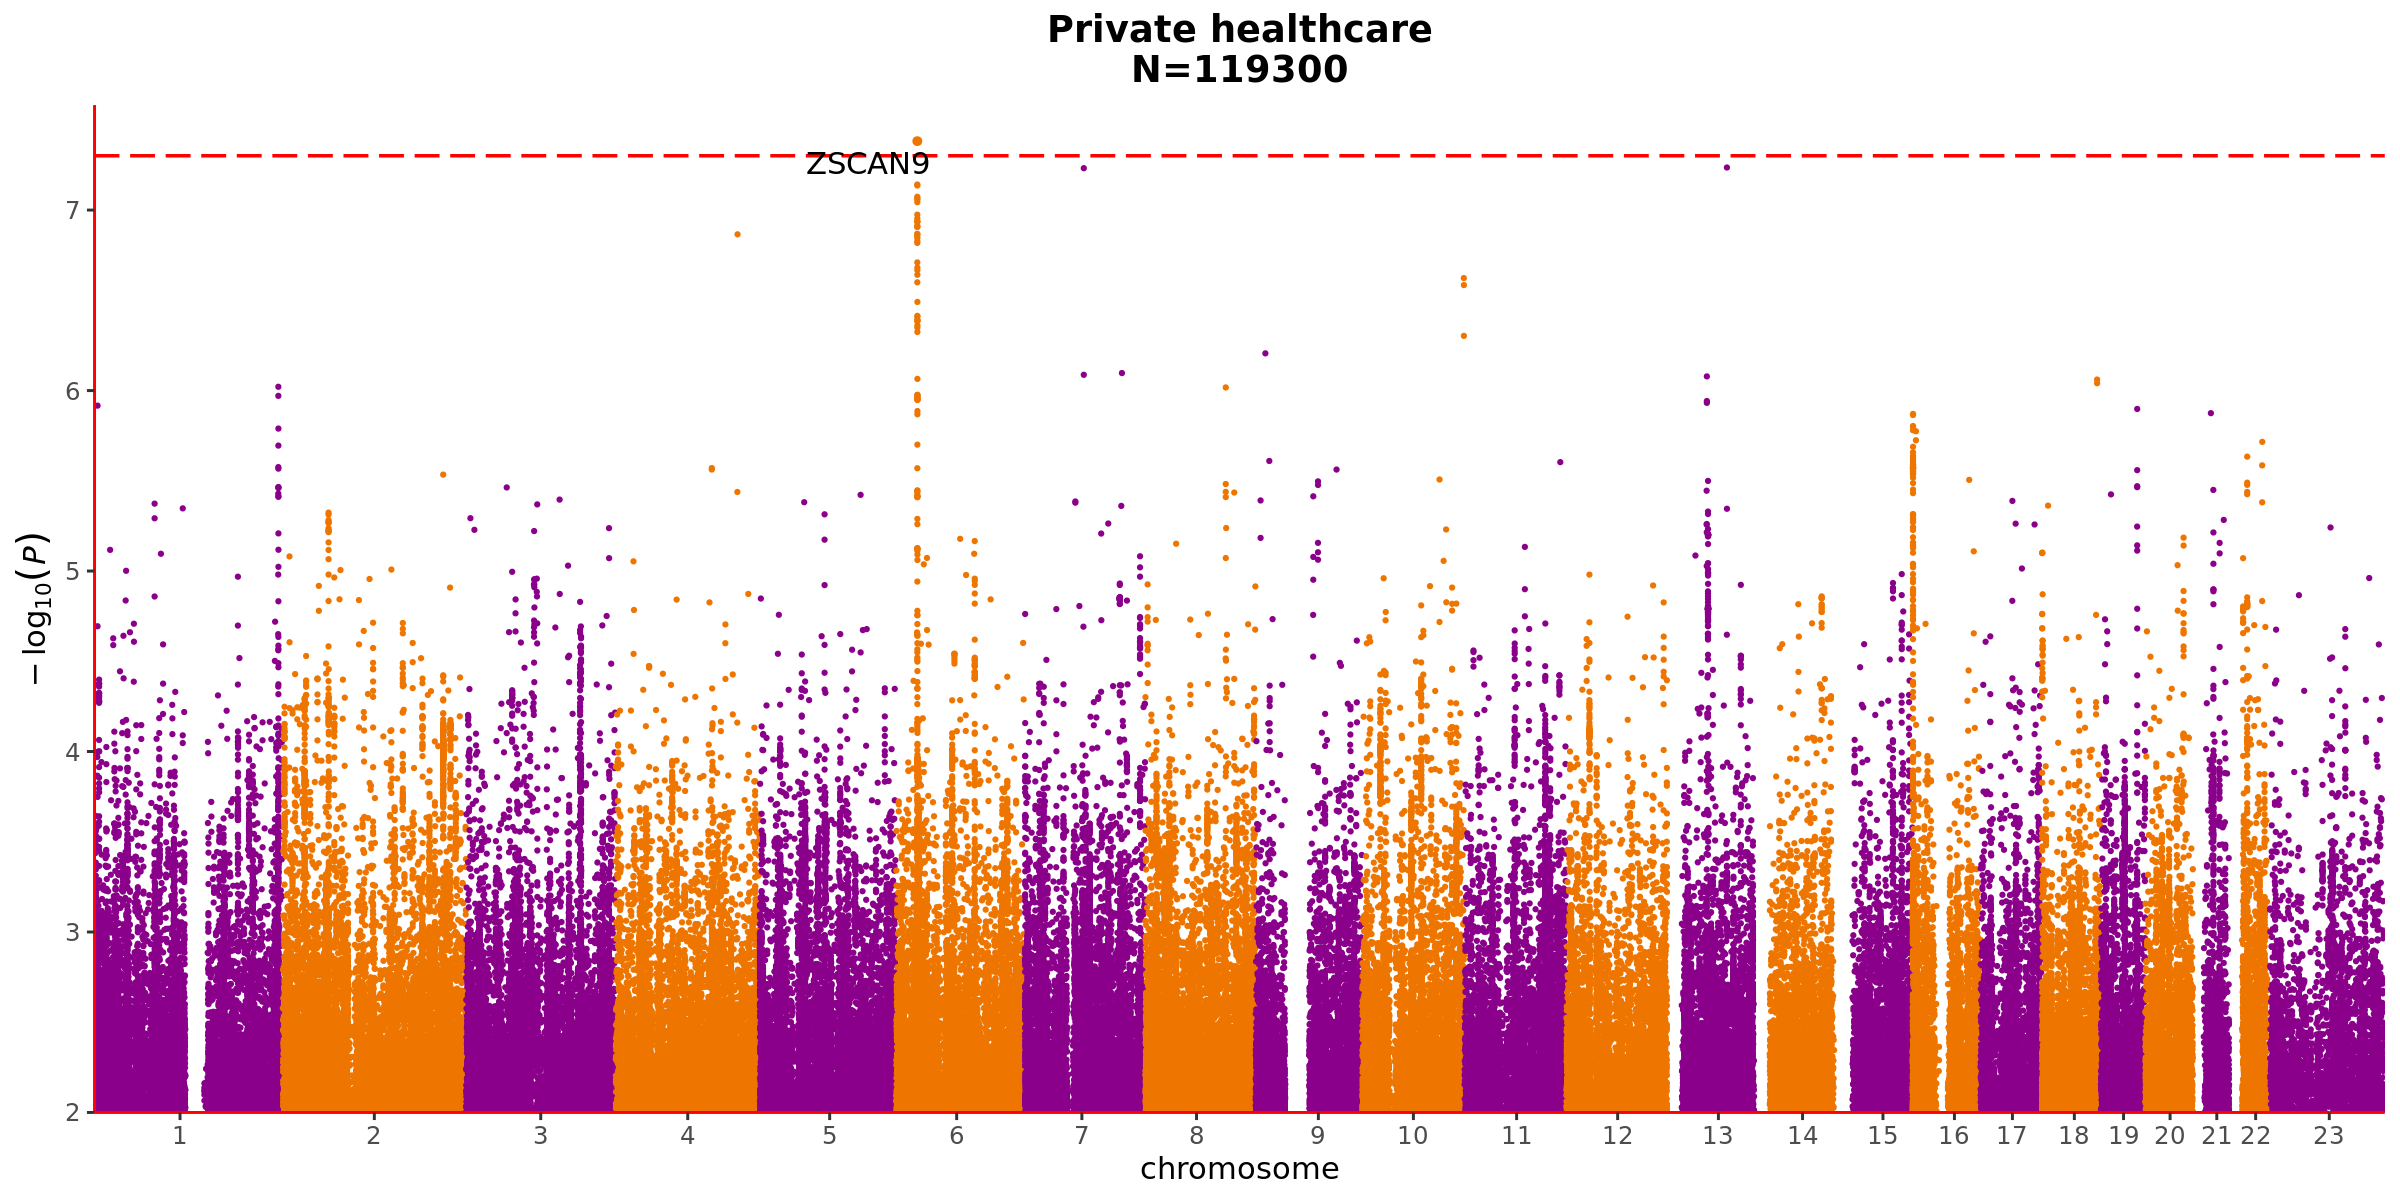 Private healthcare
N=119300
ZSCAN9
7
6
5
4
3
2
−log10(P)
1 2 3 4 5 6 7 8 9 10 11 12 13 14 15 16 17 18 19 20 21 22 23
chromosome